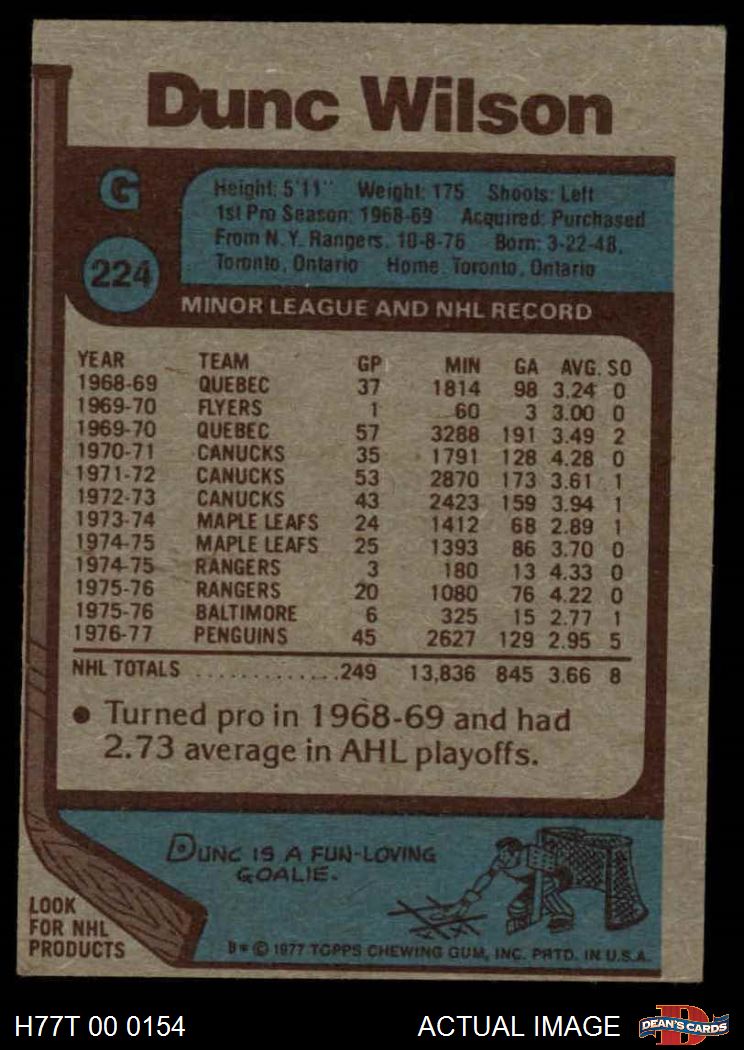 Dunc Wilson
G
224
Height: 5'11" Weight: 175 Shoots: Left
1st Pro Season: 1968-69 Acquired: Purchased
From N.Y. Rangers, 10-8-76 Born: 3-22-48,
Toronto, Ontario Home: Toronto, Ontario
MINOR LEAGUE AND NHL RECORD
YEAR TEAM GP MIN GA AVG. SO
1968-69 QUEBEC 37 1814 98 3.24 0
1969-70 FLYERS 1 60 3 3.00 0
1969-70 QUEBEC 57 3288 191 3.49 2
1970-71 CANUCKS 35 1791 128 4.28 0
1971-72 CANUCKS 53 2870 173 3.61 1
1972-73 CANUCKS 43 2423 159 3.94 1
1973-74 MAPLE LEAFS 24 1412 68 2.89 1
1974-75 MAPLE LEAFS 25 1393 86 3.70 0
1974-75 RANGERS 3 180 13 4.33 0
1975-76 RANGERS 20 1080 76 4.22 0
1975-76 BALTIMORE 6 325 15 2.77 1
1976-77 PENGUINS 45 2627 129 2.95 5
NHL TOTALS ..............249 13,836 845 3.66 8
● Turned pro in 1968-69 and had
2.73 average in AHL playoffs.
DUNC IS A FUN-LOVING
GOALIE.
LOOK
FOR NHL
PRODUCTS
B* © 1977 TOPPS CHEWING GUM, INC. PRTD. IN U.S.A.
H77T 00 0154 ACTUAL IMAGE
D
DEAN'S CARDS